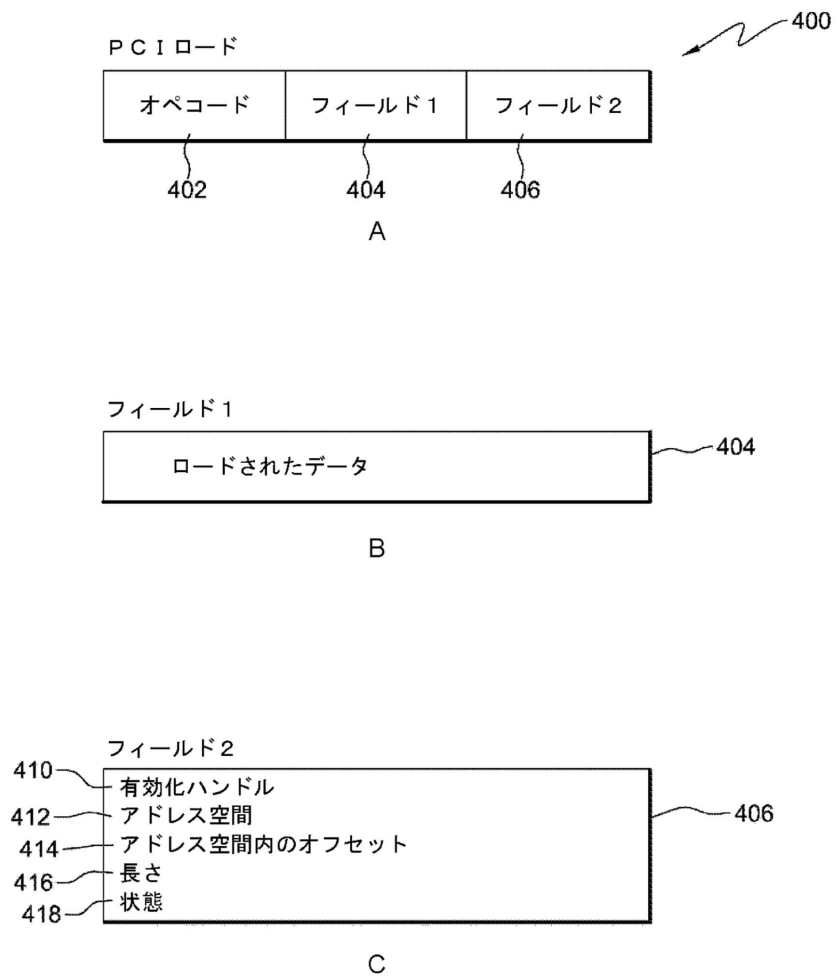 400
ＰＣＩロード
オペコード フィールド１ フィールド２
402 404 406
A
フィールド１
ロードされたデータ
404
B
フィールド２
410 有効化ハンドル
412 アドレス空間
406
414 アドレス空間内のオフセット
416 長さ
418 状態
C